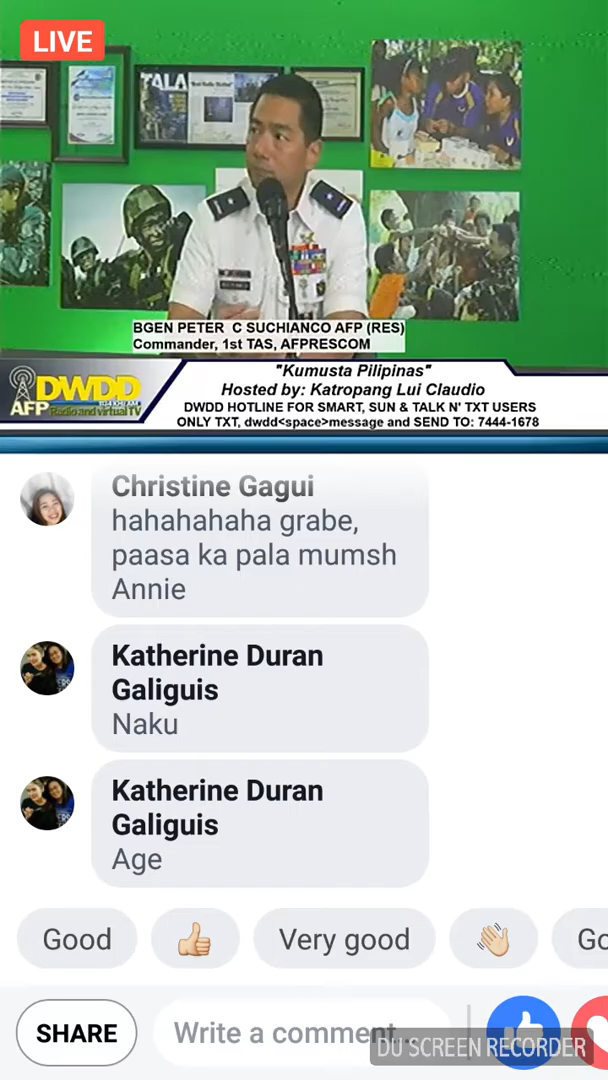 LIVE
TALA
BGEN PETER C SUCHIANCO AFP (RES)
Commander, 1st TAS, AFPRESCOM
"Kumusta Pilipinas"
Hosted by: Katropang Lui Claudio
DWDD HOTLINE FOR SMART, SUN & TALK N' TXT USERS
ONLY TXT, dwdd<space>message and SEND TO: 7444-1678
DWDD
AFP Radio and virtual TV
Christine Gagui
hahahahaha grabe,
paasa ka pala mumsh
Annie
Katherine Duran
Galiguis
Naku
Katherine Duran
Galiguis
Age
Good
Very good
Go
SHARE
Write a comment...
DU SCREEN RECORDER